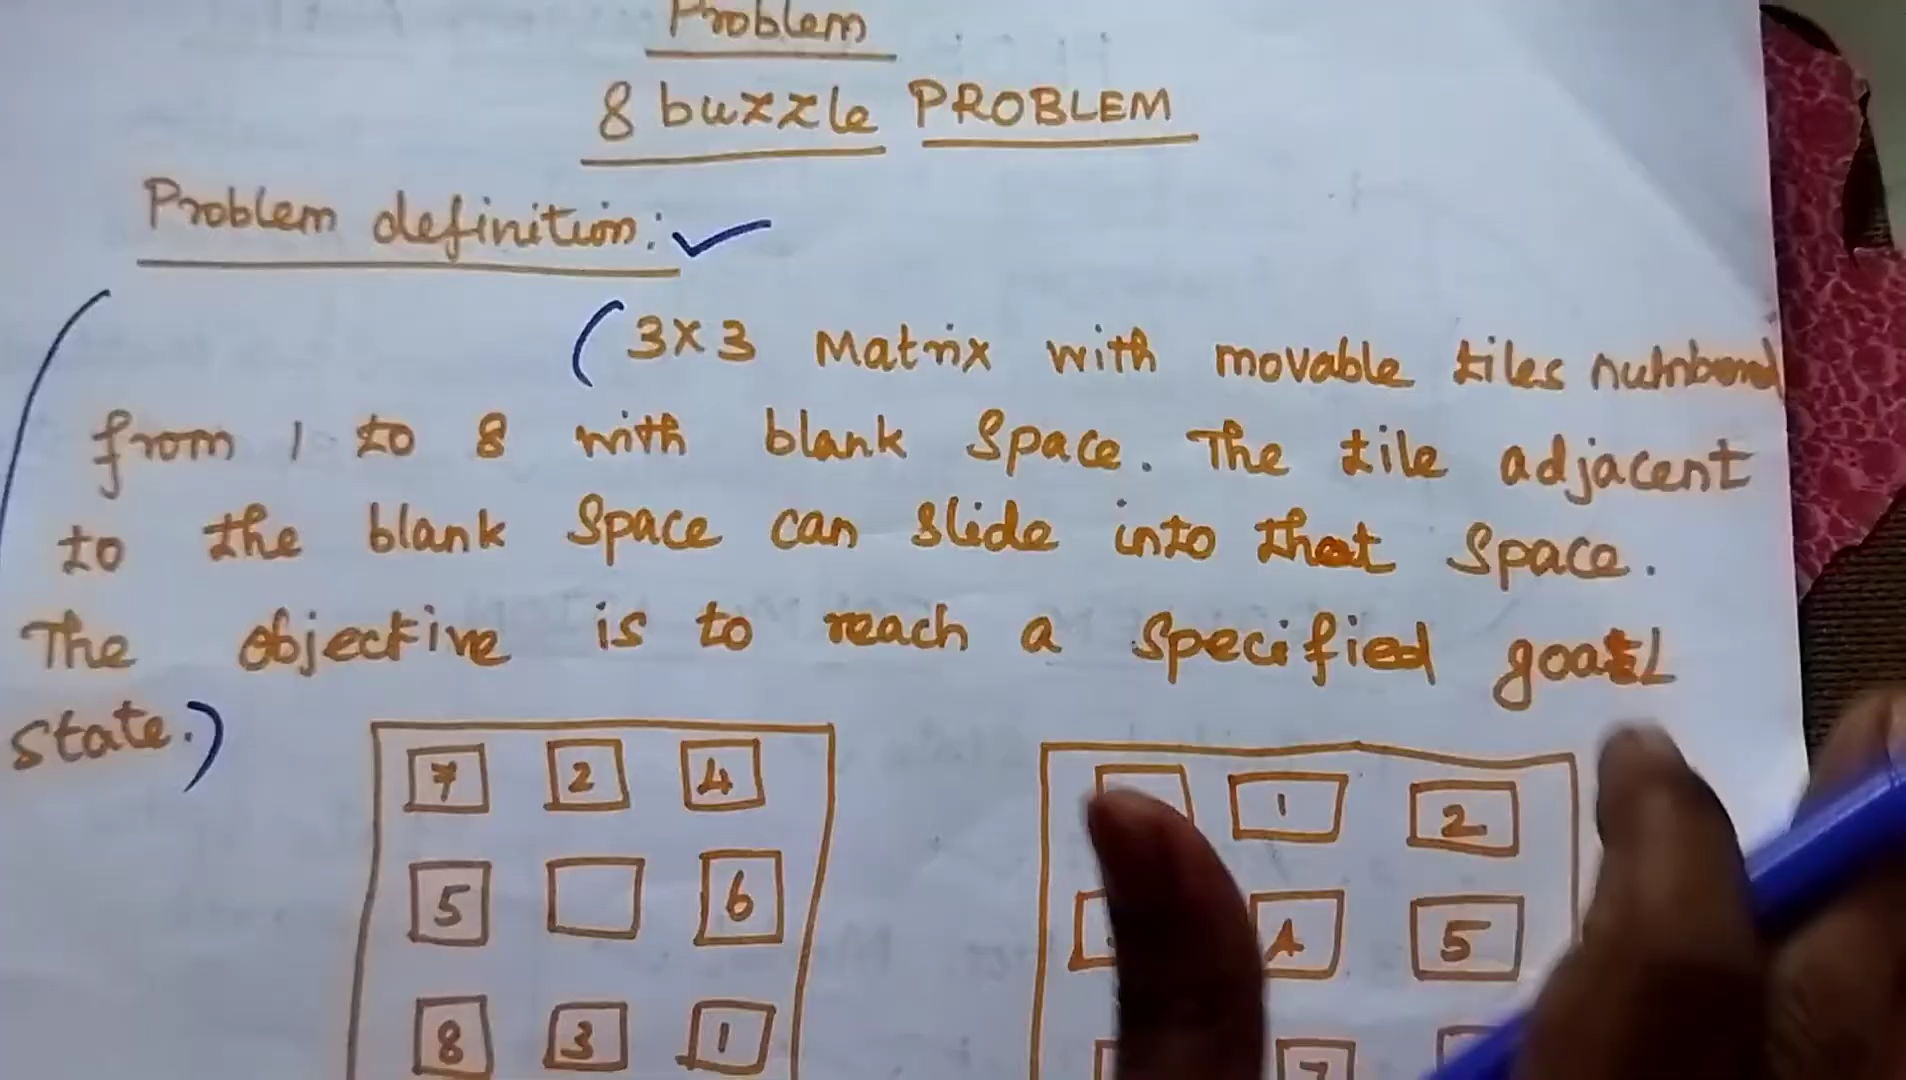 Problem
8 buzzle PROBLEM
Problem definition:
(3x3 Matrix with movable tiles numbered
from 1 to 8 with blank space. The tile adjacent
to the blank space can slide into that space.
The objective is to reach a specified goal
state.)
7 2 4
5 6
8 3 1
1 2
4 5
7